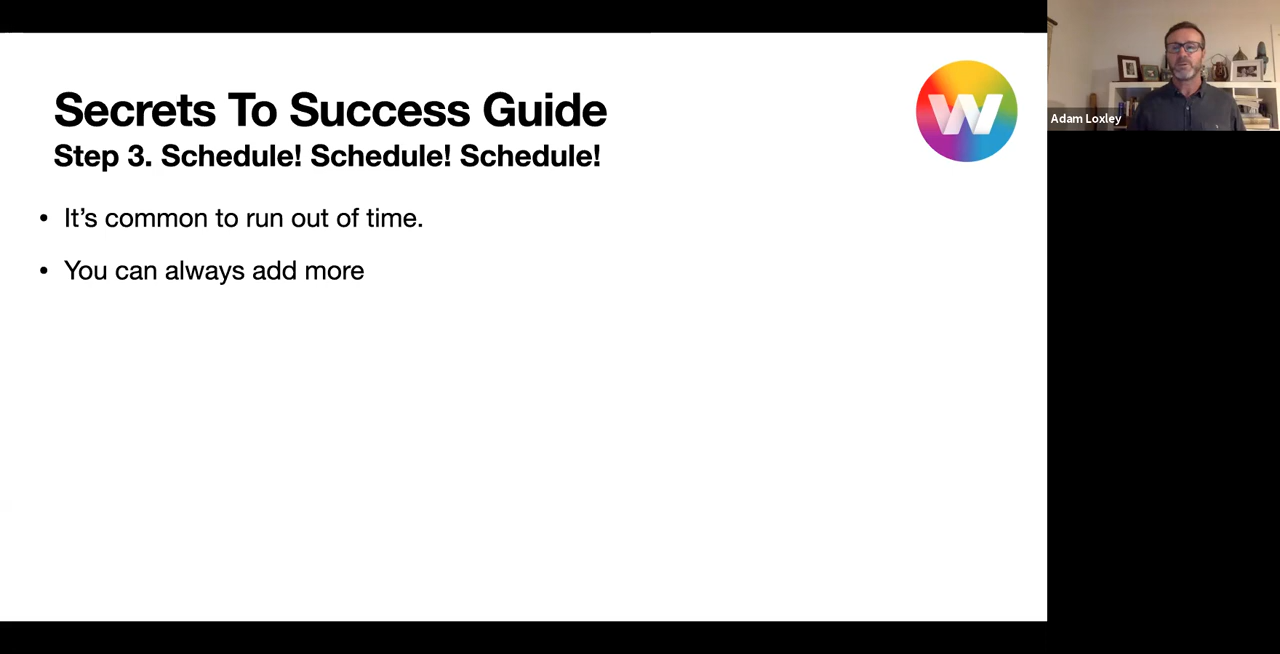 Secrets To Success Guide
Step 3. Schedule! Schedule! Schedule!
• It’s common to run out of time.
• You can always add more
W
Adam Loxley